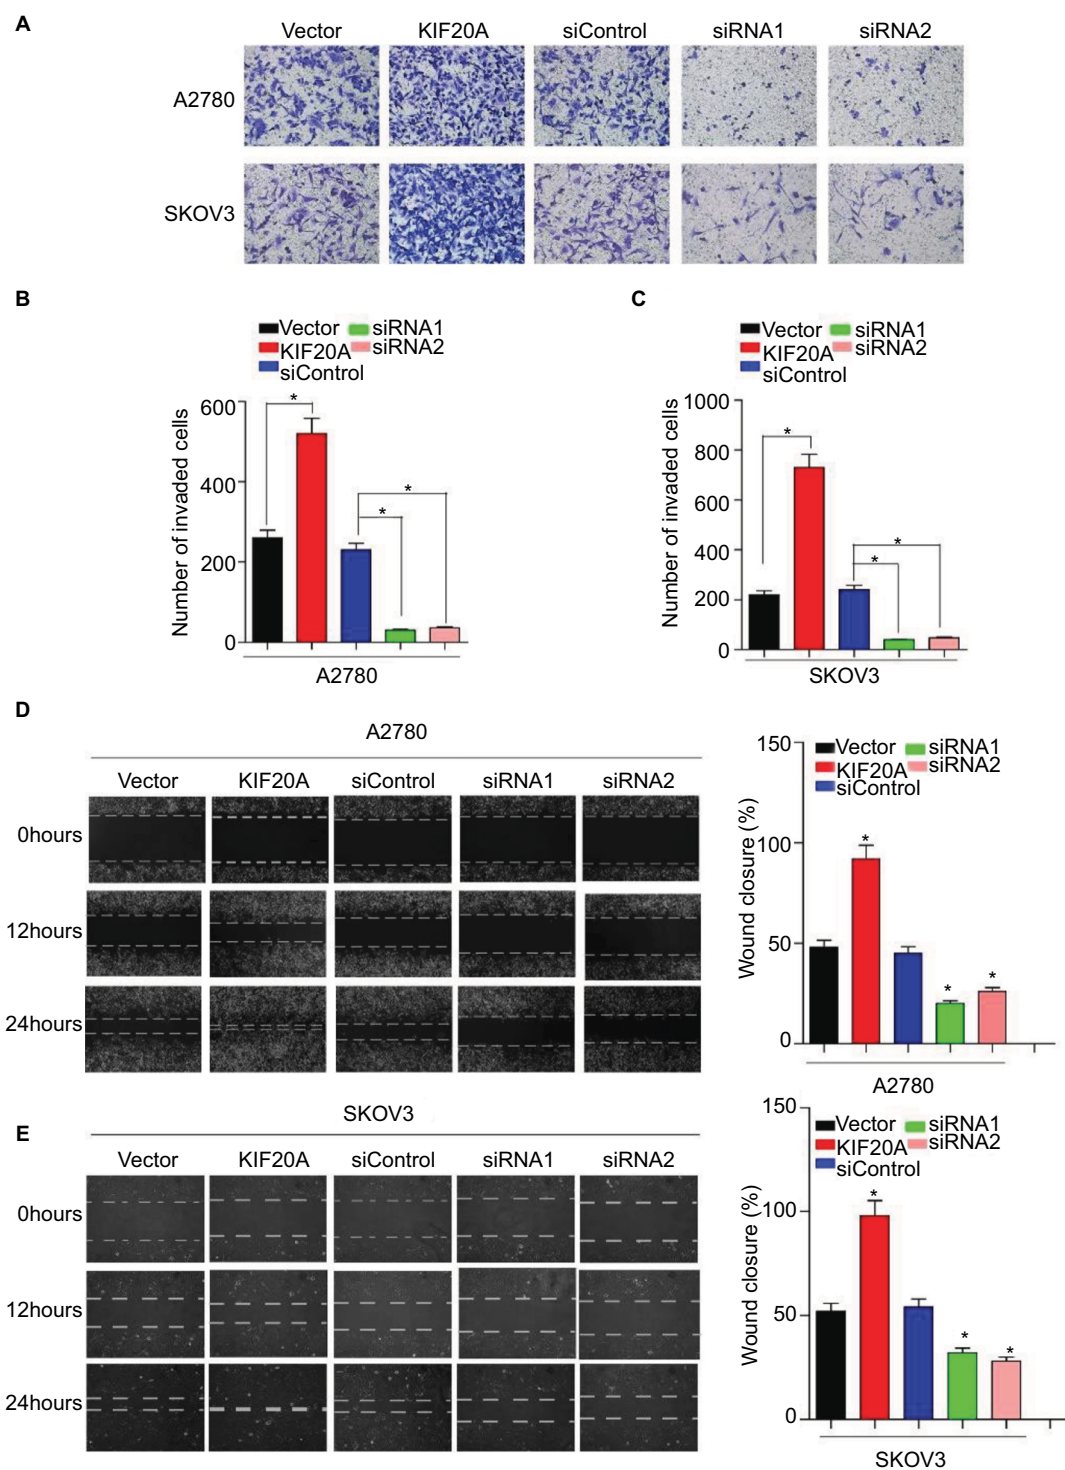 A
Vector KIF20A siControl siRNA1 siRNA2
A2780
SKOV3
B
Vector siRNA1
KIF20A siRNA2
siControl
Number of invaded cells
600
400
200
0
*
*
*
A2780
C
Vector siRNA1
KIF20A siRNA2
siControl
Number of invaded cells
1000
800
600
400
200
0
*
*
*
SKOV3
D
A2780
Vector KIF20A siControl siRNA1 siRNA2
0hours
12hours
24hours
Vector siRNA1
KIF20A siRNA2
siControl
Wound closure (%)
150
100
50
0
*
*
*
A2780
E
SKOV3
Vector KIF20A siControl siRNA1 siRNA2
0hours
12hours
24hours
Vector siRNA1
KIF20A siRNA2
siControl
Wound closure (%)
150
100
50
0
*
*
*
SKOV3